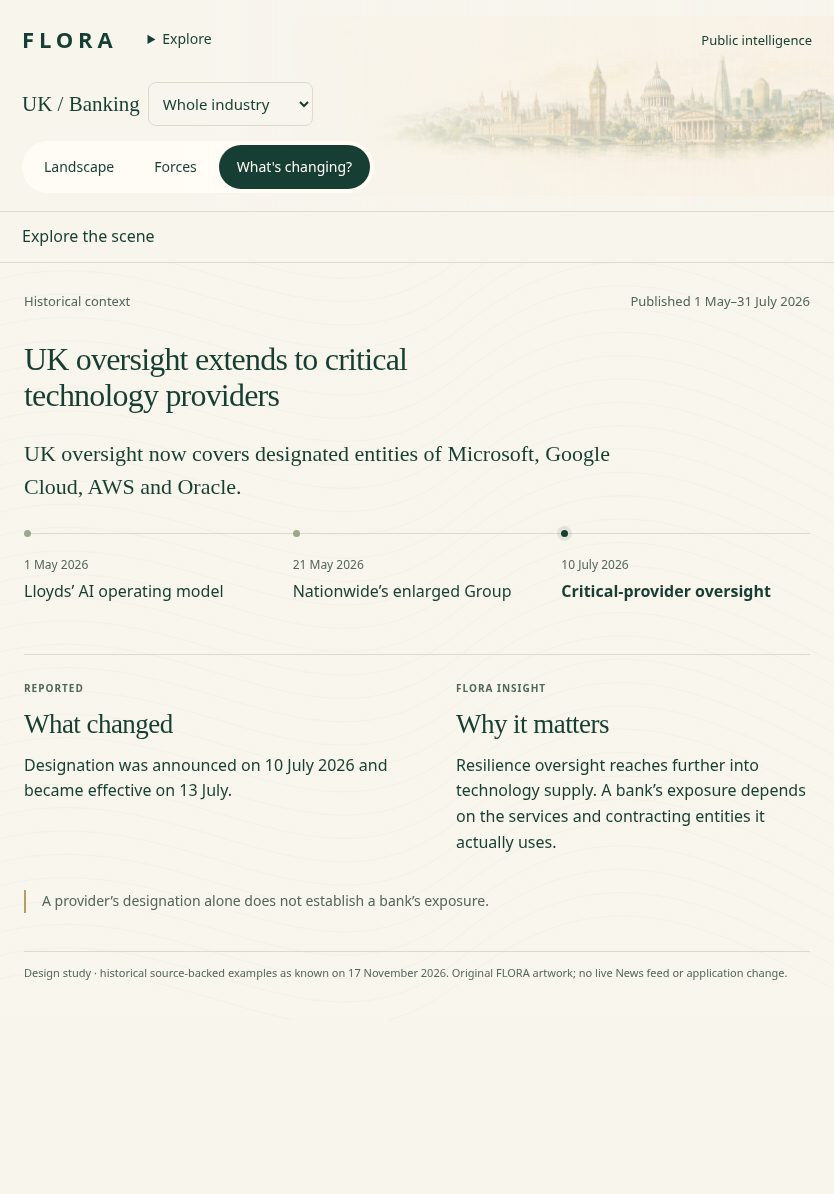 FLORA
▶ Explore
Public intelligence
UK / Banking
Whole industry
Landscape
Forces
What's changing?
Explore the scene
Historical context
Published 1 May–31 July 2026
UK oversight extends to critical
technology providers
UK oversight now covers designated entities of Microsoft, Google
Cloud, AWS and Oracle.
1 May 2026
Lloyds’ AI operating model
21 May 2026
Nationwide’s enlarged Group
10 July 2026
Critical-provider oversight
REPORTED
What changed
Designation was announced on 10 July 2026 and
became effective on 13 July.
FLORA INSIGHT
Why it matters
Resilience oversight reaches further into
technology supply. A bank’s exposure depends
on the services and contracting entities it
actually uses.
A provider’s designation alone does not establish a bank’s exposure.
Design study · historical source-backed examples as known on 17 November 2026. Original FLORA artwork; no live News feed or application change.